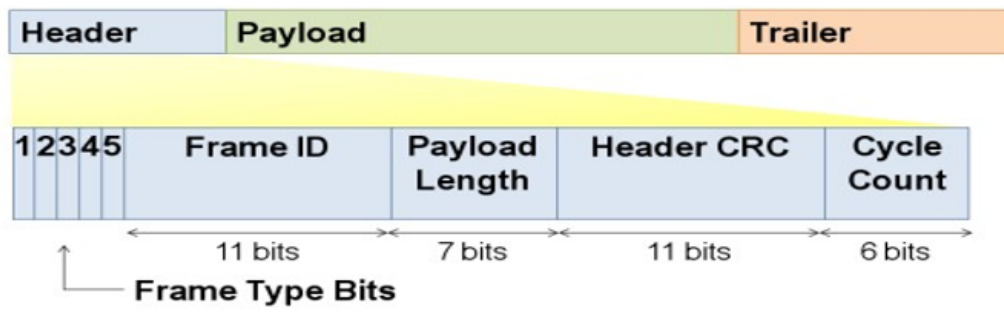 Header Payload Trailer
1 2 3 4 5 Frame ID Payload Length Header CRC Cycle Count
11 bits 7 bits 11 bits 6 bits
Frame Type Bits